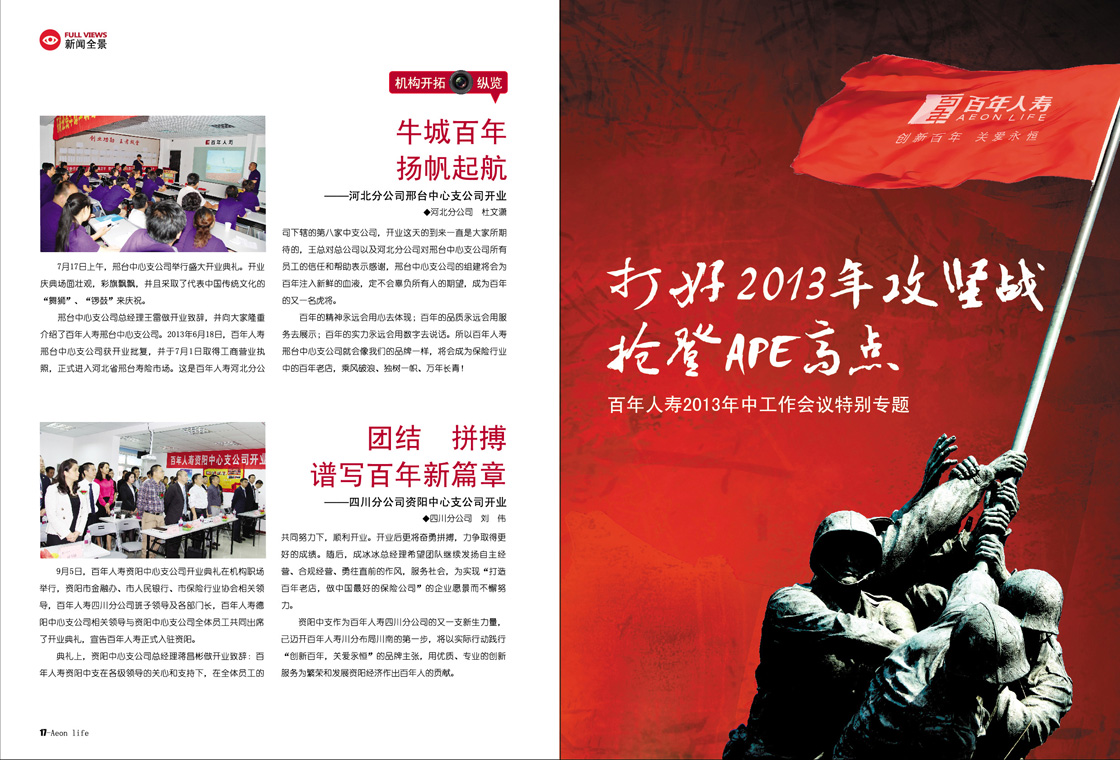 FULL VIEWS
新闻全景
机构开拓 纵览
牛城百年
扬帆起航
——河北分公司邢台中心支公司开业
◆河北分公司 杜文潇
7月17日上午，邢台中心支公司举行盛大开业典礼。开业
庆典场面壮观，彩旗飘飘，并且采取了代表中国传统文化的
“舞狮”、“锣鼓”来庆祝。
邢台中心支公司总经理王雷做开业致辞，并向大家隆重
介绍了百年人寿邢台中心支公司。2013年6月18日，百年人寿
邢台中心支公司获开业批复，并于7月1日取得工商营业执
照，正式进入河北省邢台寿险市场。这是百年人寿河北分公
司下辖的第八家中支公司，开业这天的到来一直是大家所期
待的，王总对总公司以及河北分公司对邢台中心支公司所有
员工的信任和帮助表示感谢，邢台中心支公司的组建将会为
百年注入新鲜的血液，定不会辜负所有人的期望，成为百年
的又一名虎将。
百年的精神永远会用心去体现；百年的品质永远会用服
务去展示；百年的实力永远会用数字去说话。所以百年人寿
邢台中心支公司就会像我们的品牌一样，将会成为保险行业
中的百年老店，乘风破浪、独树一帜、万年长青！
百年人寿资阳中心支公司开业
团结 拼搏
谱写百年新篇章
——四川分公司资阳中心支公司开业
◆四川分公司 刘 伟
9月5日，百年人寿资阳中心支公司开业典礼在机构职场
举行，资阳市金融办、市人民银行、市保险行业协会相关领
导，百年人寿四川分公司班子领导及各部门长，百年人寿德
阳中心支公司相关领导与资阳中心支公司全体员工共同出席
了开业典礼，宣告百年人寿正式入驻资阳。
典礼上，资阳中心支公司总经理蒋昌彬做开业致辞：百
年人寿资阳中支在各级领导的关心和支持下，在全体员工的
共同努力下，顺利开业。开业后更将奋勇拼搏，力争取得更
好的成绩。随后，成冰冰总经理希望团队继续发扬自主经
营、合规经营、勇往直前的作风，服务社会，为实现“打造
百年老店，做中国最好的保险公司”的企业愿景而不懈努
力。
资阳中支作为百年人寿四川分公司的又一支新生力量，
己迈开百年人寿川分布局川南的第一步，将以实际行动践行
“创新百年，关爱永恒”的品牌主张，用优质、专业的创新
服务为繁荣和发展资阳经济作出百年人的贡献。
17-Aeon life
百年人寿
AEON LIFE
创新百年 关爱永恒
打好2013年攻坚战
抢登APE高点
百年人寿2013年中工作会议特别专题